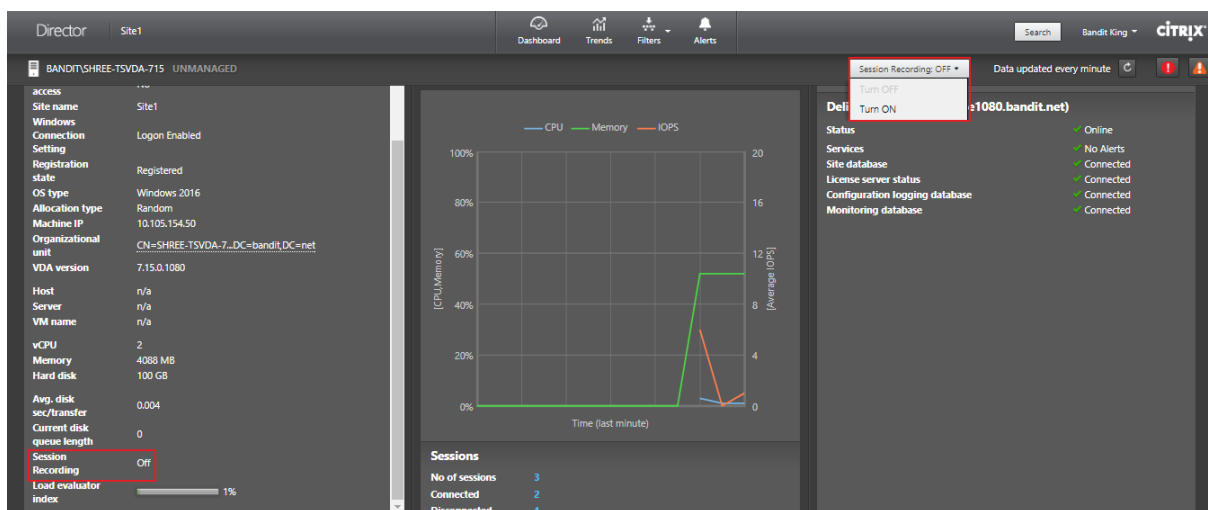 Director Site1 Dashboard Trends Filters Alerts Search Bandit King CITRIX
BANDIT\SHREE-TSVDA-715 UNMANAGED Session Recording: OFF Data updated every minute
Turn OFF
Turn ON
access
Site name Site1
Windows
Connection Logon Enabled
Setting
Registration
state Registered
OS type Windows 2016
Allocation type Random
Machine IP 10.105.154.50
Organizational
unit CN=SHREE-TSVDA-7...DC=bandit,DC=net
VDA version 7.15.0.1080
Host n/a
Server n/a
VM name n/a
vCPU 2
Memory 4088 MB
Hard disk 100 GB
Avg. disk
sec/transfer 0.004
Current disk
queue length 0
Session
Recording Off
Load evaluator
index 1%
CPU Memory IOPS
100% 20
80% 16
60% 12
40% 8
20% 4
0% 0
[CPU,Memory]
[Average IOPS]
Time (last minute)
Sessions
No of sessions 3
Connected 2
Disconnected 1
Deli e1080.bandit.net)
Status Online
Services No Alerts
Site database Connected
License server status Connected
Configuration logging database Connected
Monitoring database Connected